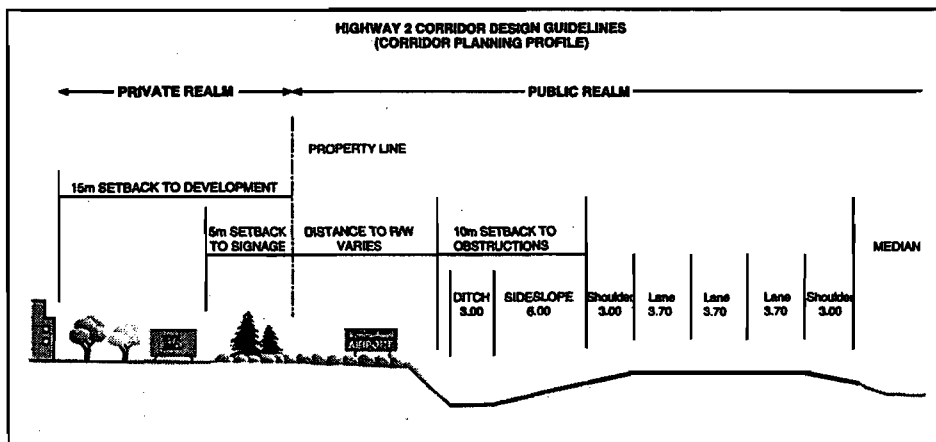 HIGHWAY 2 CORRIDOR DESIGN GUIDELINES
(CORRIDOR PLANNING PROFILE)
PRIVATE REALM
PUBLIC REALM
PROPERTY LINE
15m SETBACK TO DEVELOPMENT
5m SETBACK
TO SIGNAGE
DISTANCE TO R/W
VARIES
10m SETBACK TO
OBSTRUCTIONS
MEDIAN
DITCH
3.00
SIDESLOPE
6.00
Shoulder
3.00
Lane
3.70
Lane
3.70
Lane
3.70
Shoulder
3.00
AIRPORT